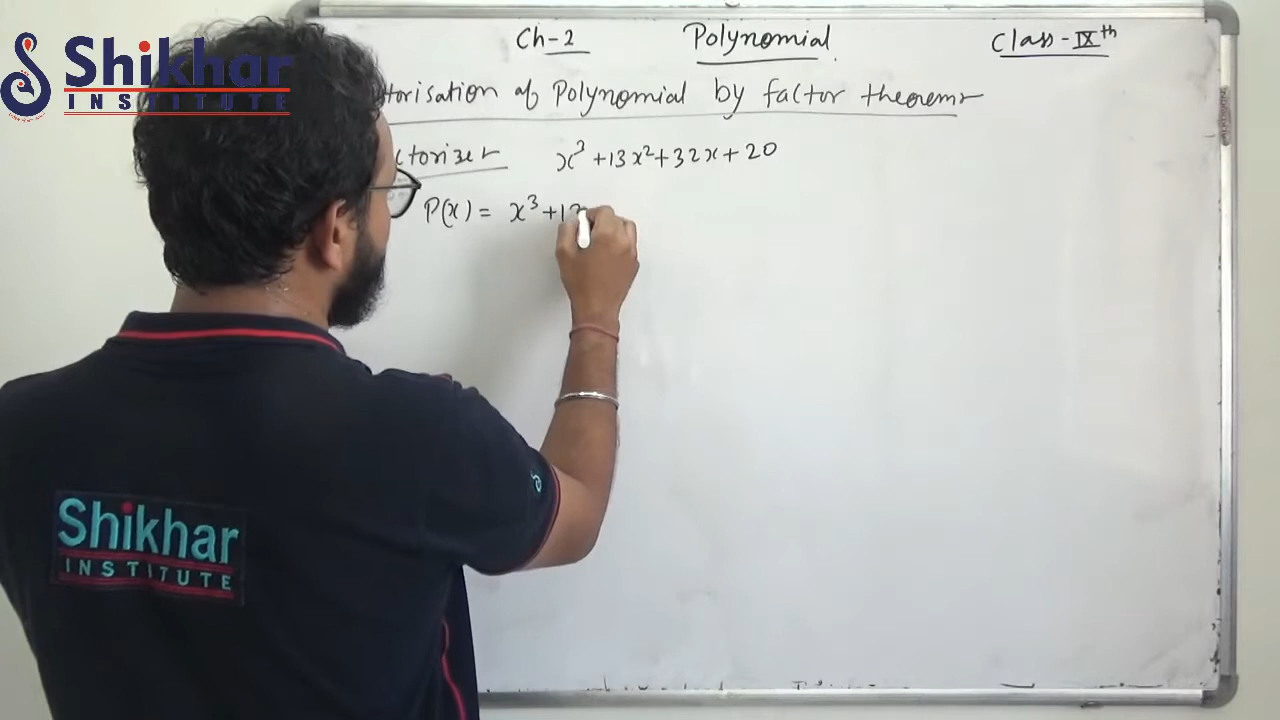 Shikhar
INSTITUTE
Ch-2 Polynomial Class-IXth
torisation of Polynomial by factor theorem
ctorize x³ +13x²+32x+20
P(x) = x³ +13
Shikhar
INSTITUTE